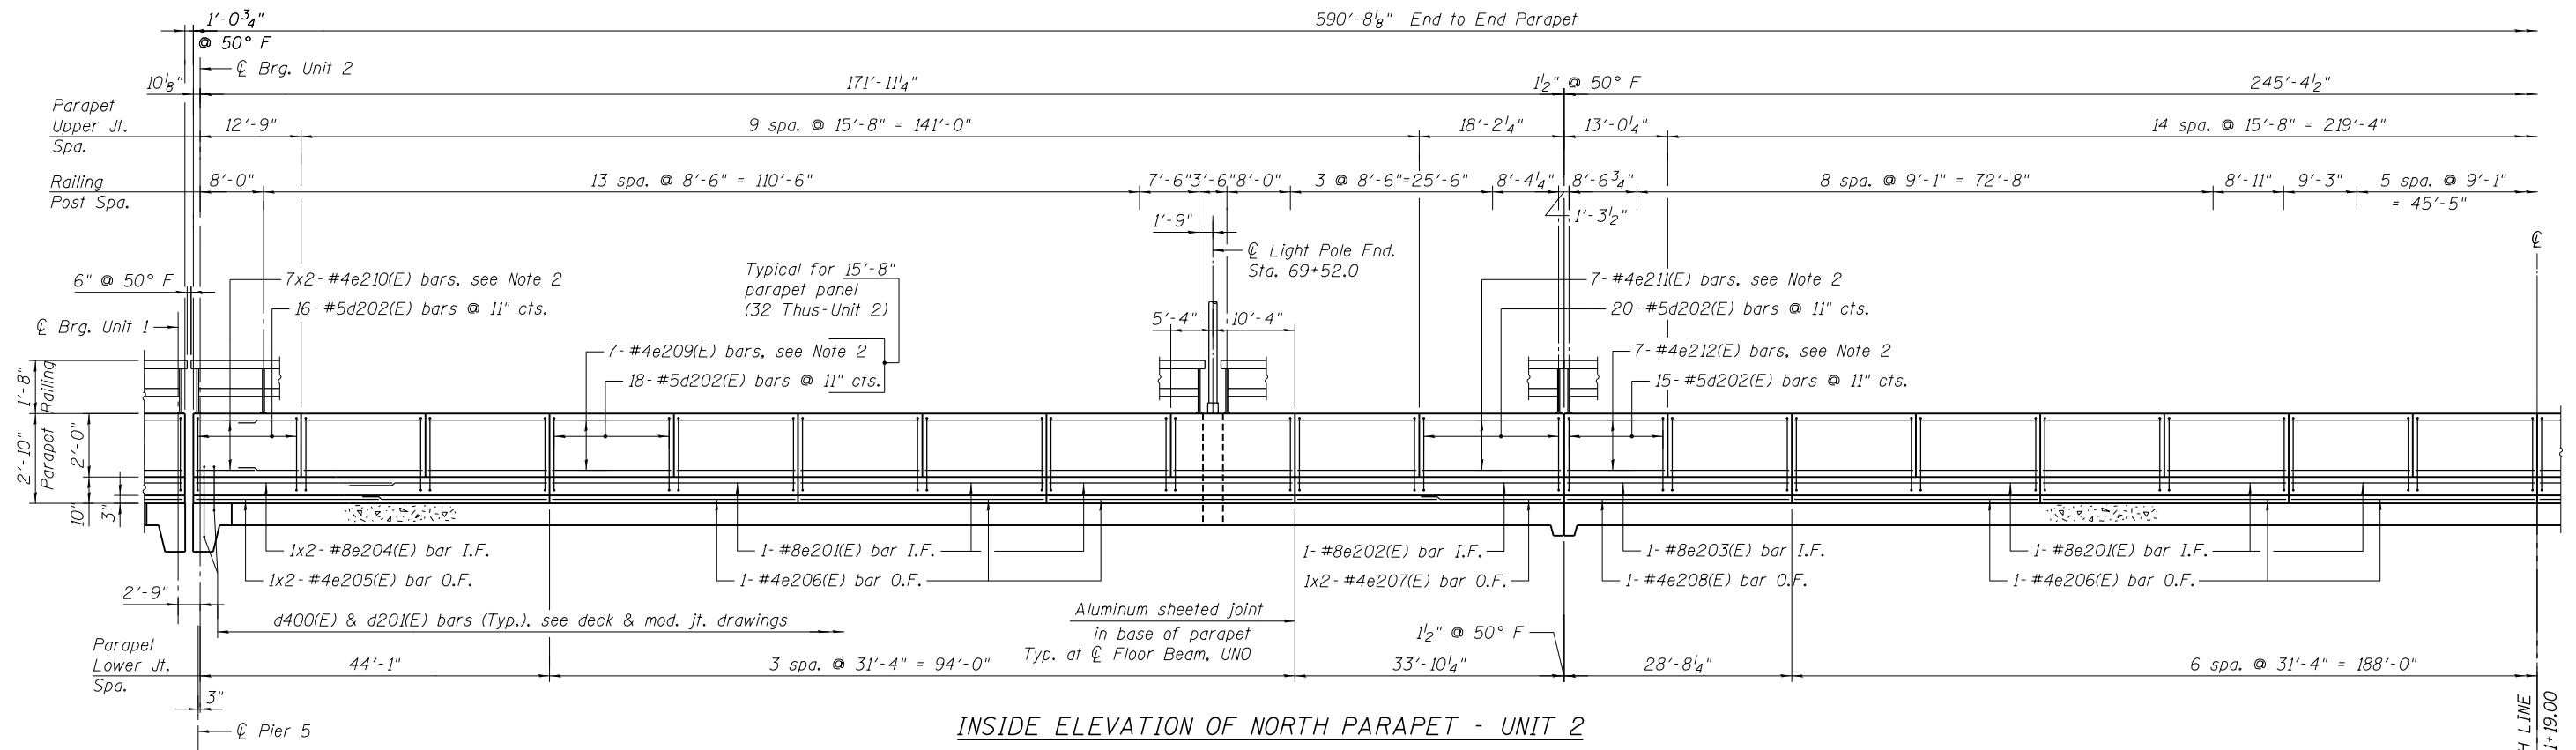 1'-0¾"
@ 50° F
590'-8⅛" End to End Parapet
℄ Brg. Unit 2
10⅛"
171'-11¼"
1½" @ 50° F
245'-4½"
Parapet
Upper Jt.
Spa.
12'-9"
9 spa. @ 15'-8" = 141'-0"
18'-2¼"
13'-0¼"
14 spa. @ 15'-8" = 219'-4"
Railing
Post Spa.
8'-0"
13 spa. @ 8'-6" = 110'-6"
7'-6"
3'-6"
8'-0"
3 @ 8'-6"=25'-6"
8'-4¼"
8'-6¾"
8 spa. @ 9'-1" = 72'-8"
8'-11"
9'-3"
5 spa. @ 9'-1"
= 45'-5"
1'-3½"
1'-9"
℄ Light Pole Fnd.
Sta. 69+52.0
℄
6" @ 50° F
7x2- #4e210(E) bars, see Note 2
16- #5d202(E) bars @ 11" cts.
Typical for 15'-8"
parapet panel
(32 Thus-Unit 2)
7- #4e211(E) bars, see Note 2
20- #5d202(E) bars @ 11" cts.
℄ Brg. Unit 1
5'-4"
10'-4"
7- #4e209(E) bars, see Note 2
18- #5d202(E) bars @ 11" cts.
7- #4e212(E) bars, see Note 2
15- #5d202(E) bars @ 11" cts.
1'-8"
Railing
2'-10"
Parapet
2'-0"
10"
3"
1x2- #8e204(E) bar I.F.
1- #8e201(E) bar I.F.
1- #8e202(E) bar I.F.
1- #8e203(E) bar I.F.
1- #8e201(E) bar I.F.
1x2- #4e205(E) bar O.F.
1- #4e206(E) bar O.F.
1x2- #4e207(E) bar O.F.
1- #4e208(E) bar O.F.
1- #4e206(E) bar O.F.
2'-9"
d400(E) & d201(E) bars (Typ.), see deck & mod. jt. drawings
Aluminum sheeted joint
in base of parapet
Typ. at ℄ Floor Beam, UNO
1½" @ 50° F
Parapet
Lower Jt.
Spa.
44'-1"
3 spa. @ 31'-4" = 94'-0"
33'-10¼"
28'-8¼"
6 spa. @ 31'-4" = 188'-0"
3"
℄ Pier 5
INSIDE ELEVATION OF NORTH PARAPET - UNIT 2
LINE
1+19.00